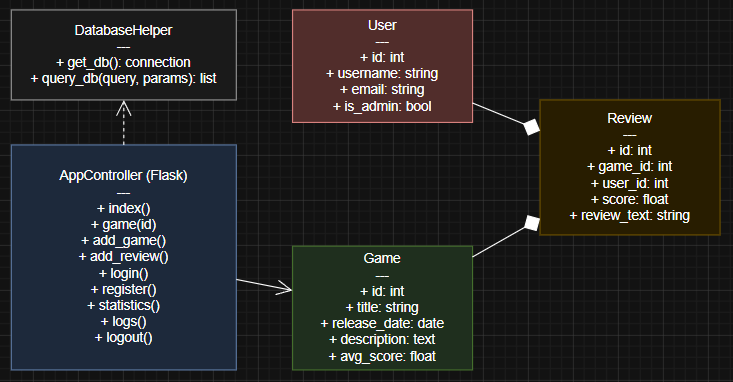 DatabaseHelper
---
+ get_db(): connection
+ query_db(query, params): list
User
---
+ id: int
+ username: string
+ email: string
+ is_admin: bool
Review
---
+ id: int
+ game_id: int
+ user_id: int
+ score: float
+ review_text: string
AppController (Flask)
---
+ index()
+ game(id)
+ add_game()
+ add_review()
+ login()
+ register()
+ statistics()
+ logs()
+ logout()
Game
---
+ id: int
+ title: string
+ release_date: date
+ description: text
+ avg_score: float